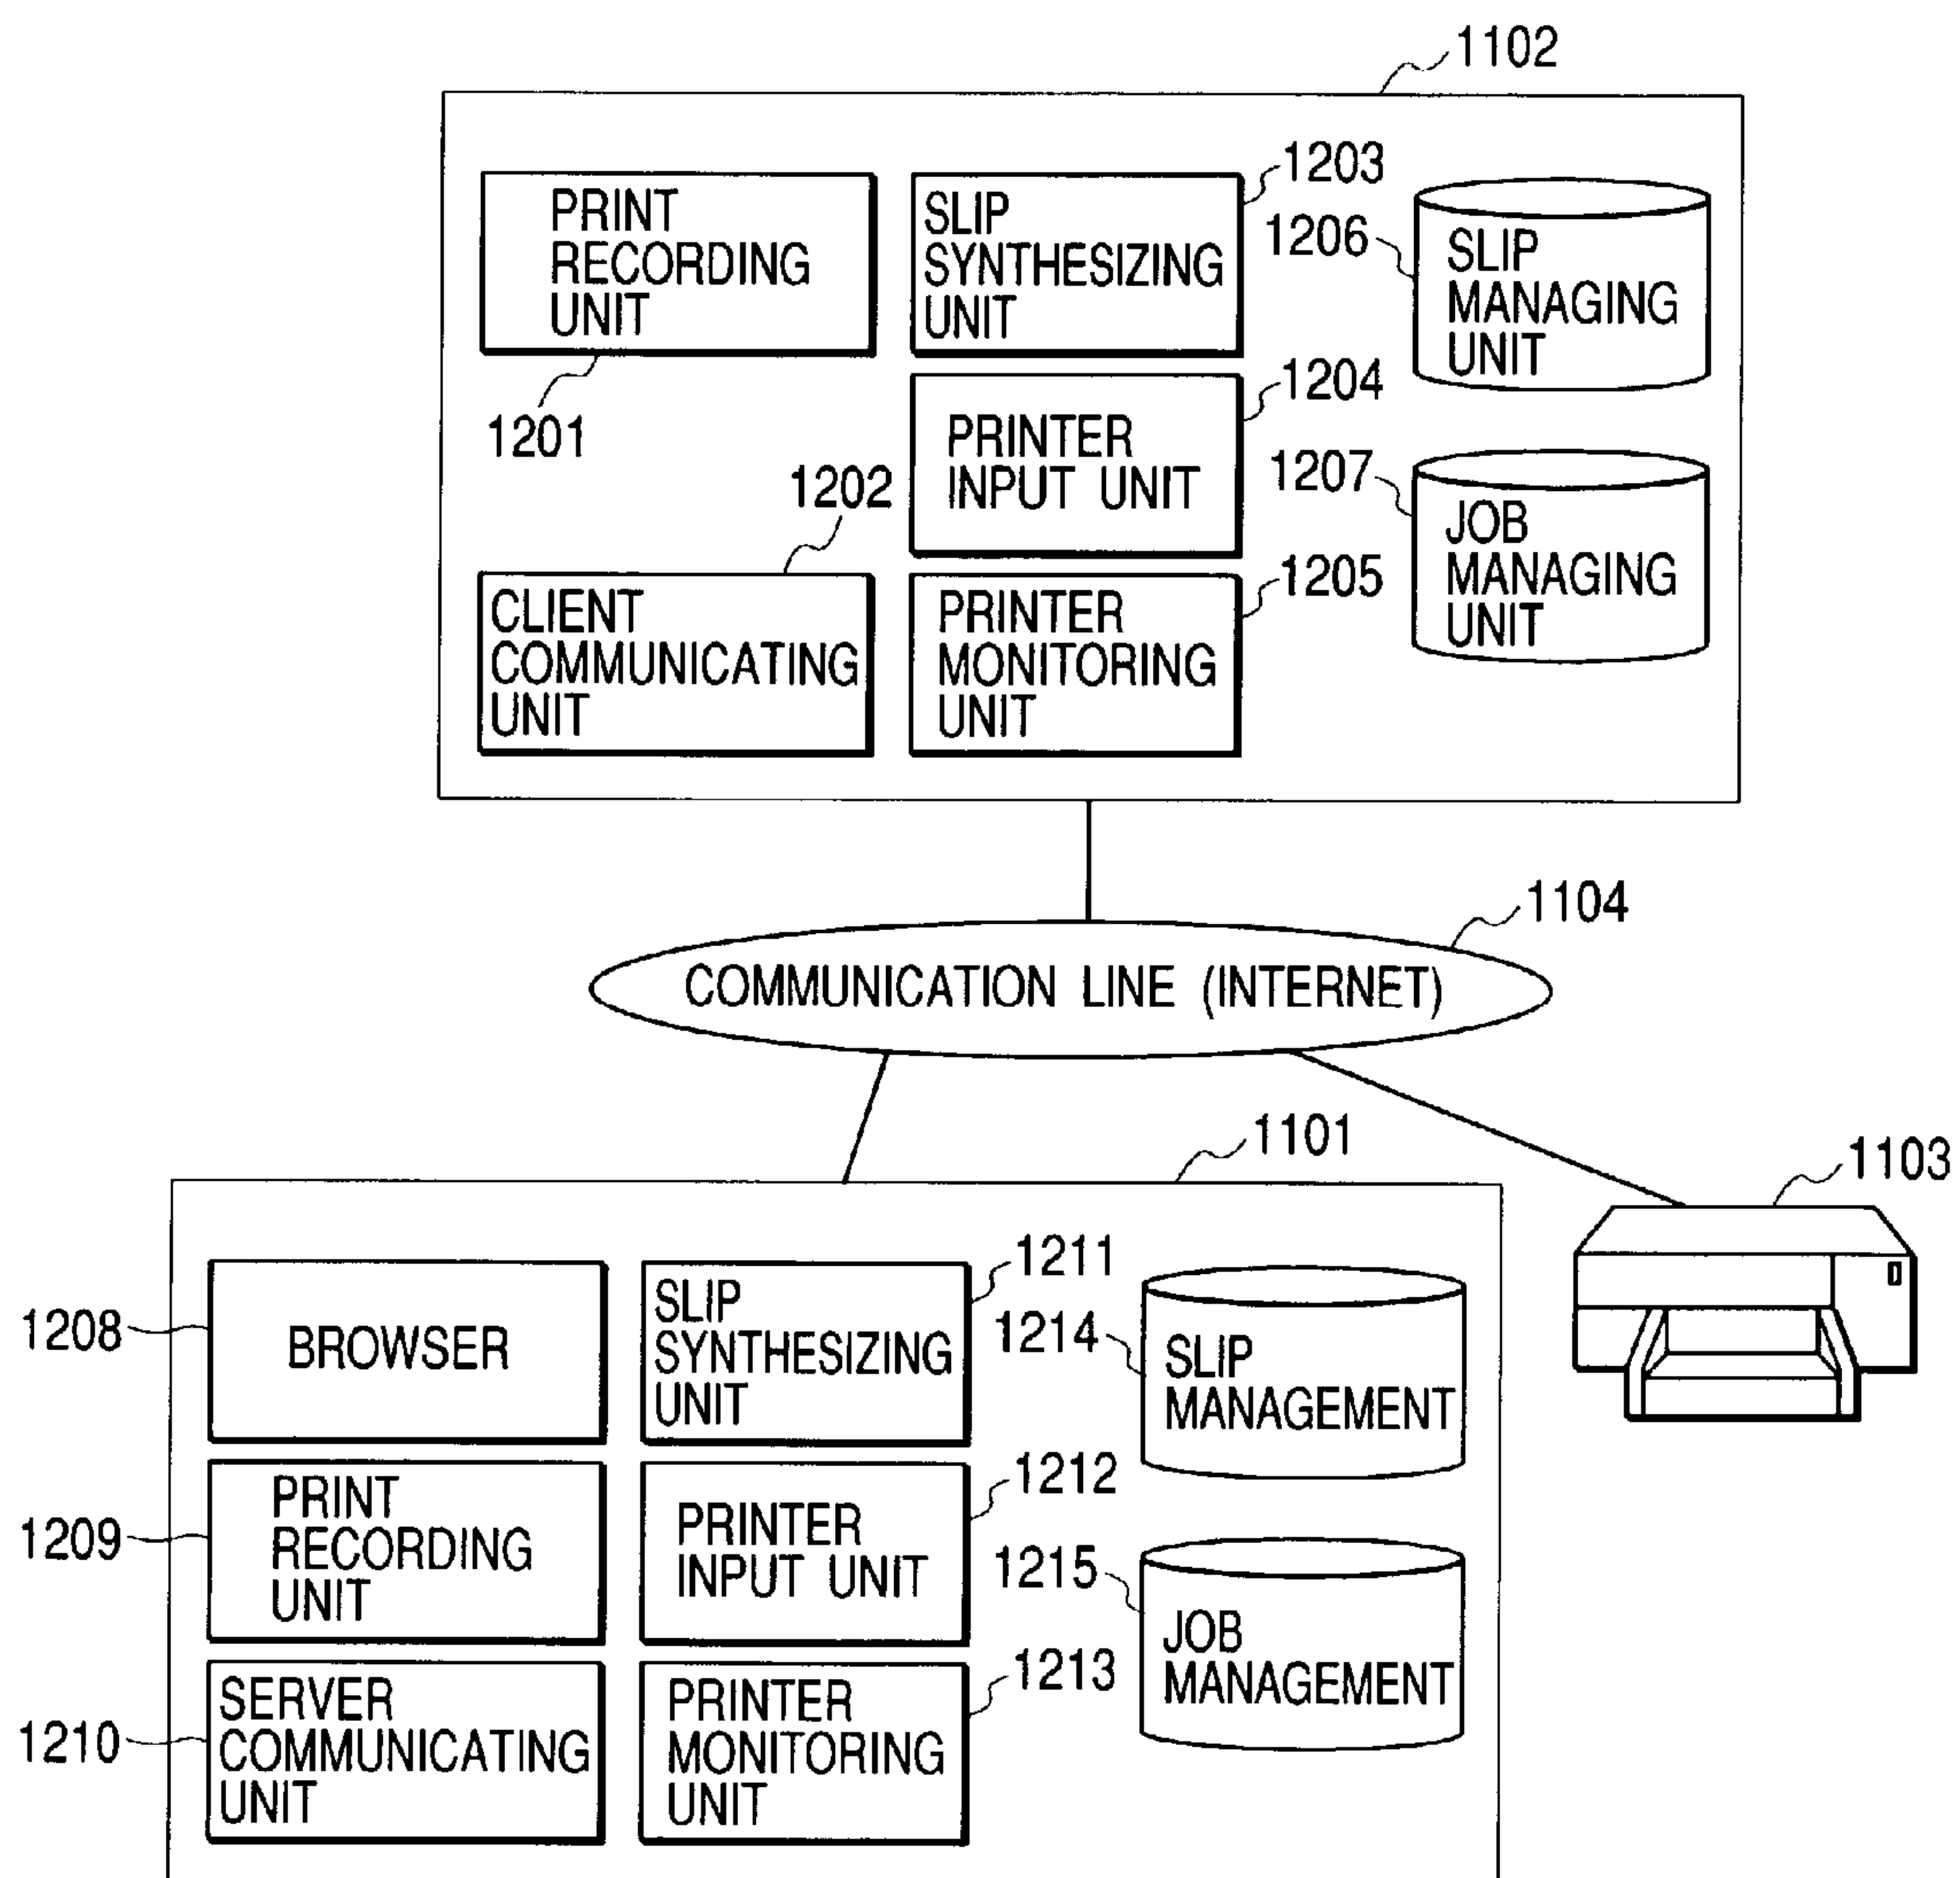 1102
PRINT
RECORDING
UNIT
1201
SLIP
SYNTHESIZING
UNIT
1203
1206
SLIP
MANAGING
UNIT
PRINTER
INPUT UNIT
1204
1207
JOB
MANAGING
UNIT
1202
CLIENT
COMMUNICATING
UNIT
PRINTER
MONITORING
UNIT
1205
1104
COMMUNICATION LINE (INTERNET)
1101
1103
1208
BROWSER
SLIP
SYNTHESIZING
UNIT
1211
1214
SLIP
MANAGEMENT
1209
PRINT
RECORDING
UNIT
PRINTER
INPUT UNIT
1212
1215
JOB
MANAGEMENT
1210
SERVER
COMMUNICATING
UNIT
PRINTER
MONITORING
UNIT
1213